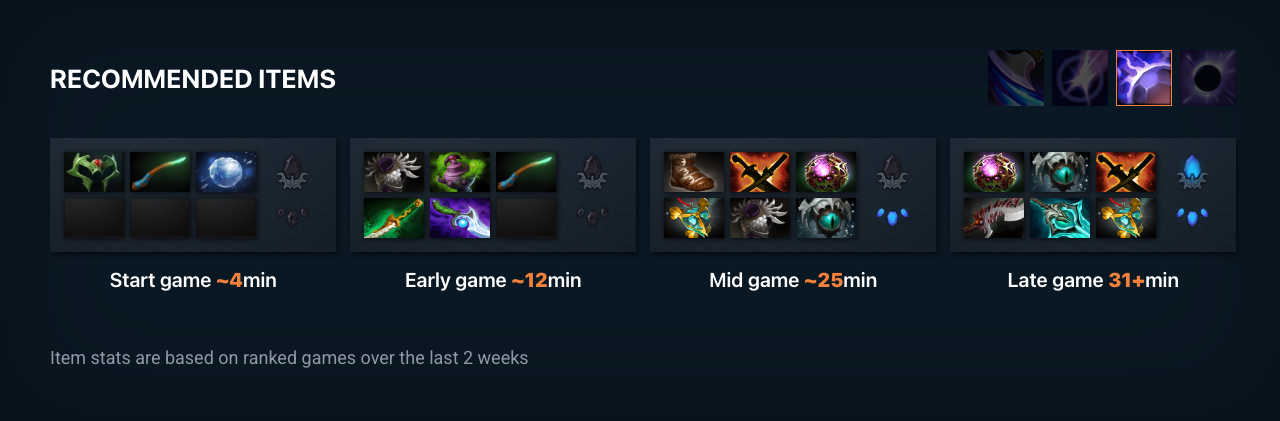 RECOMMENDED ITEMS
Start game ~4min
Early game ~12min
Mid game ~25min
Late game 31+min
Item stats are based on ranked games over the last 2 weeks